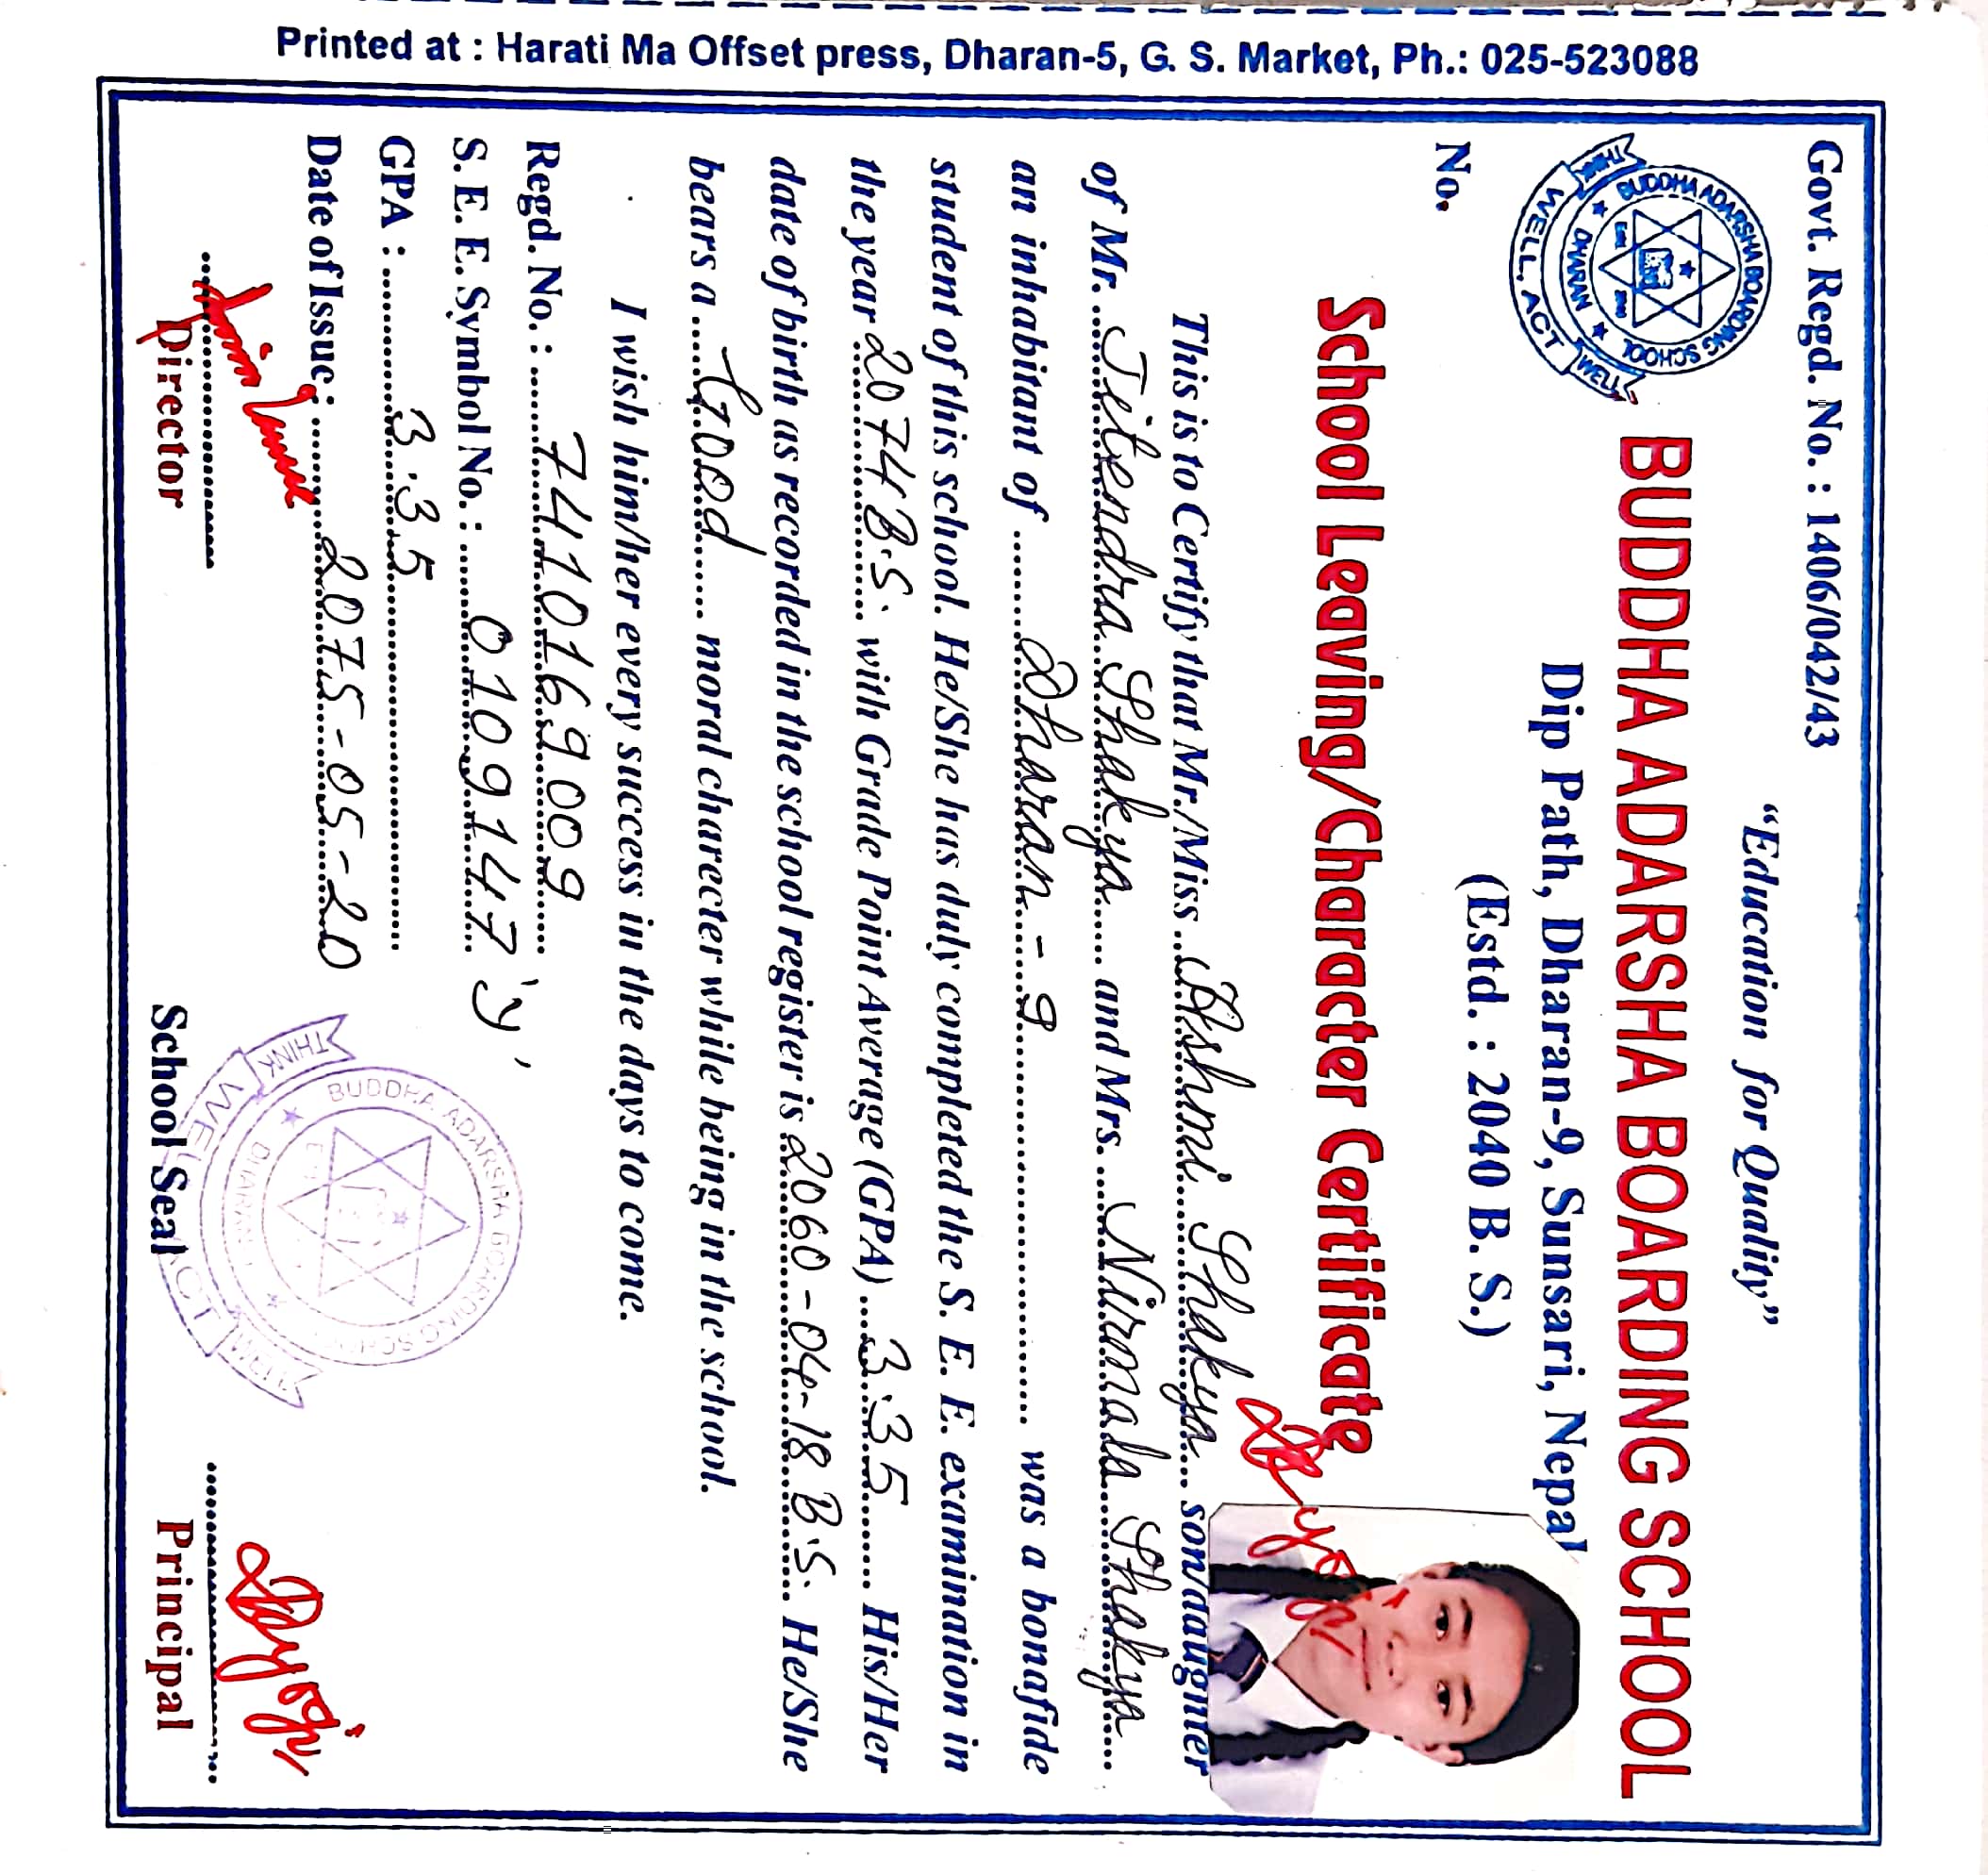 Printed at : Harati Ma Offset press, Dharan-5, G. S. Market, Ph.: 025-523088
Govt. Regd. No. : 1406/042/43
“Education for Quality”
BUDDHA ADARSHA BOARDING SCHOOL
Dip Path, Dharan-9, Sunsari, Nepal
(Estd. : 2040 B. S.)
BUDDHA ADARSHA BOARDING SCHOOL
DHARAN
THINK WELL, ACT WELL
No.
School Leaving/Character Certificate
This is to Certify that Mr./Miss Ashmi Shakya son/daughter
of Mr. Jitendra Shakya and Mrs. Nirmala Shakya
an inhabitant of Dharan - 9 was a bonafide
student of this school. He/She has duly completed the S. E. E. examination in
the year 2074 B.S. with Grade Point Average (GPA) 3.35 His/Her
date of birth as recorded in the school register is 2060-04-18 B.S. He/She
bears a Good moral charecter while being in the school.
I wish him/her every success in the days to come.
Regd. No. : 7410169009
S. E. E. Symbol No. : 0109147 'y'
GPA : 3.35
Date of Issue : 2075-05-20
BUDDHA ADARSHA BOARDING SCHOOL
DHARAN
THINK WELL ACT
Director
School Seal
Principal